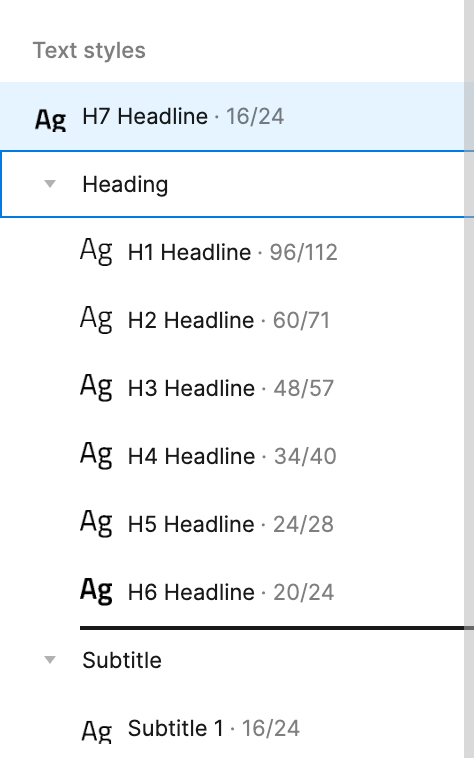 Text styles
Ag H7 Headline · 16/24
Heading
Ag H1 Headline · 96/112
Ag H2 Headline · 60/71
Ag H3 Headline · 48/57
Ag H4 Headline · 34/40
Ag H5 Headline · 24/28
Ag H6 Headline · 20/24
Subtitle
Ag Subtitle 1 · 16/24